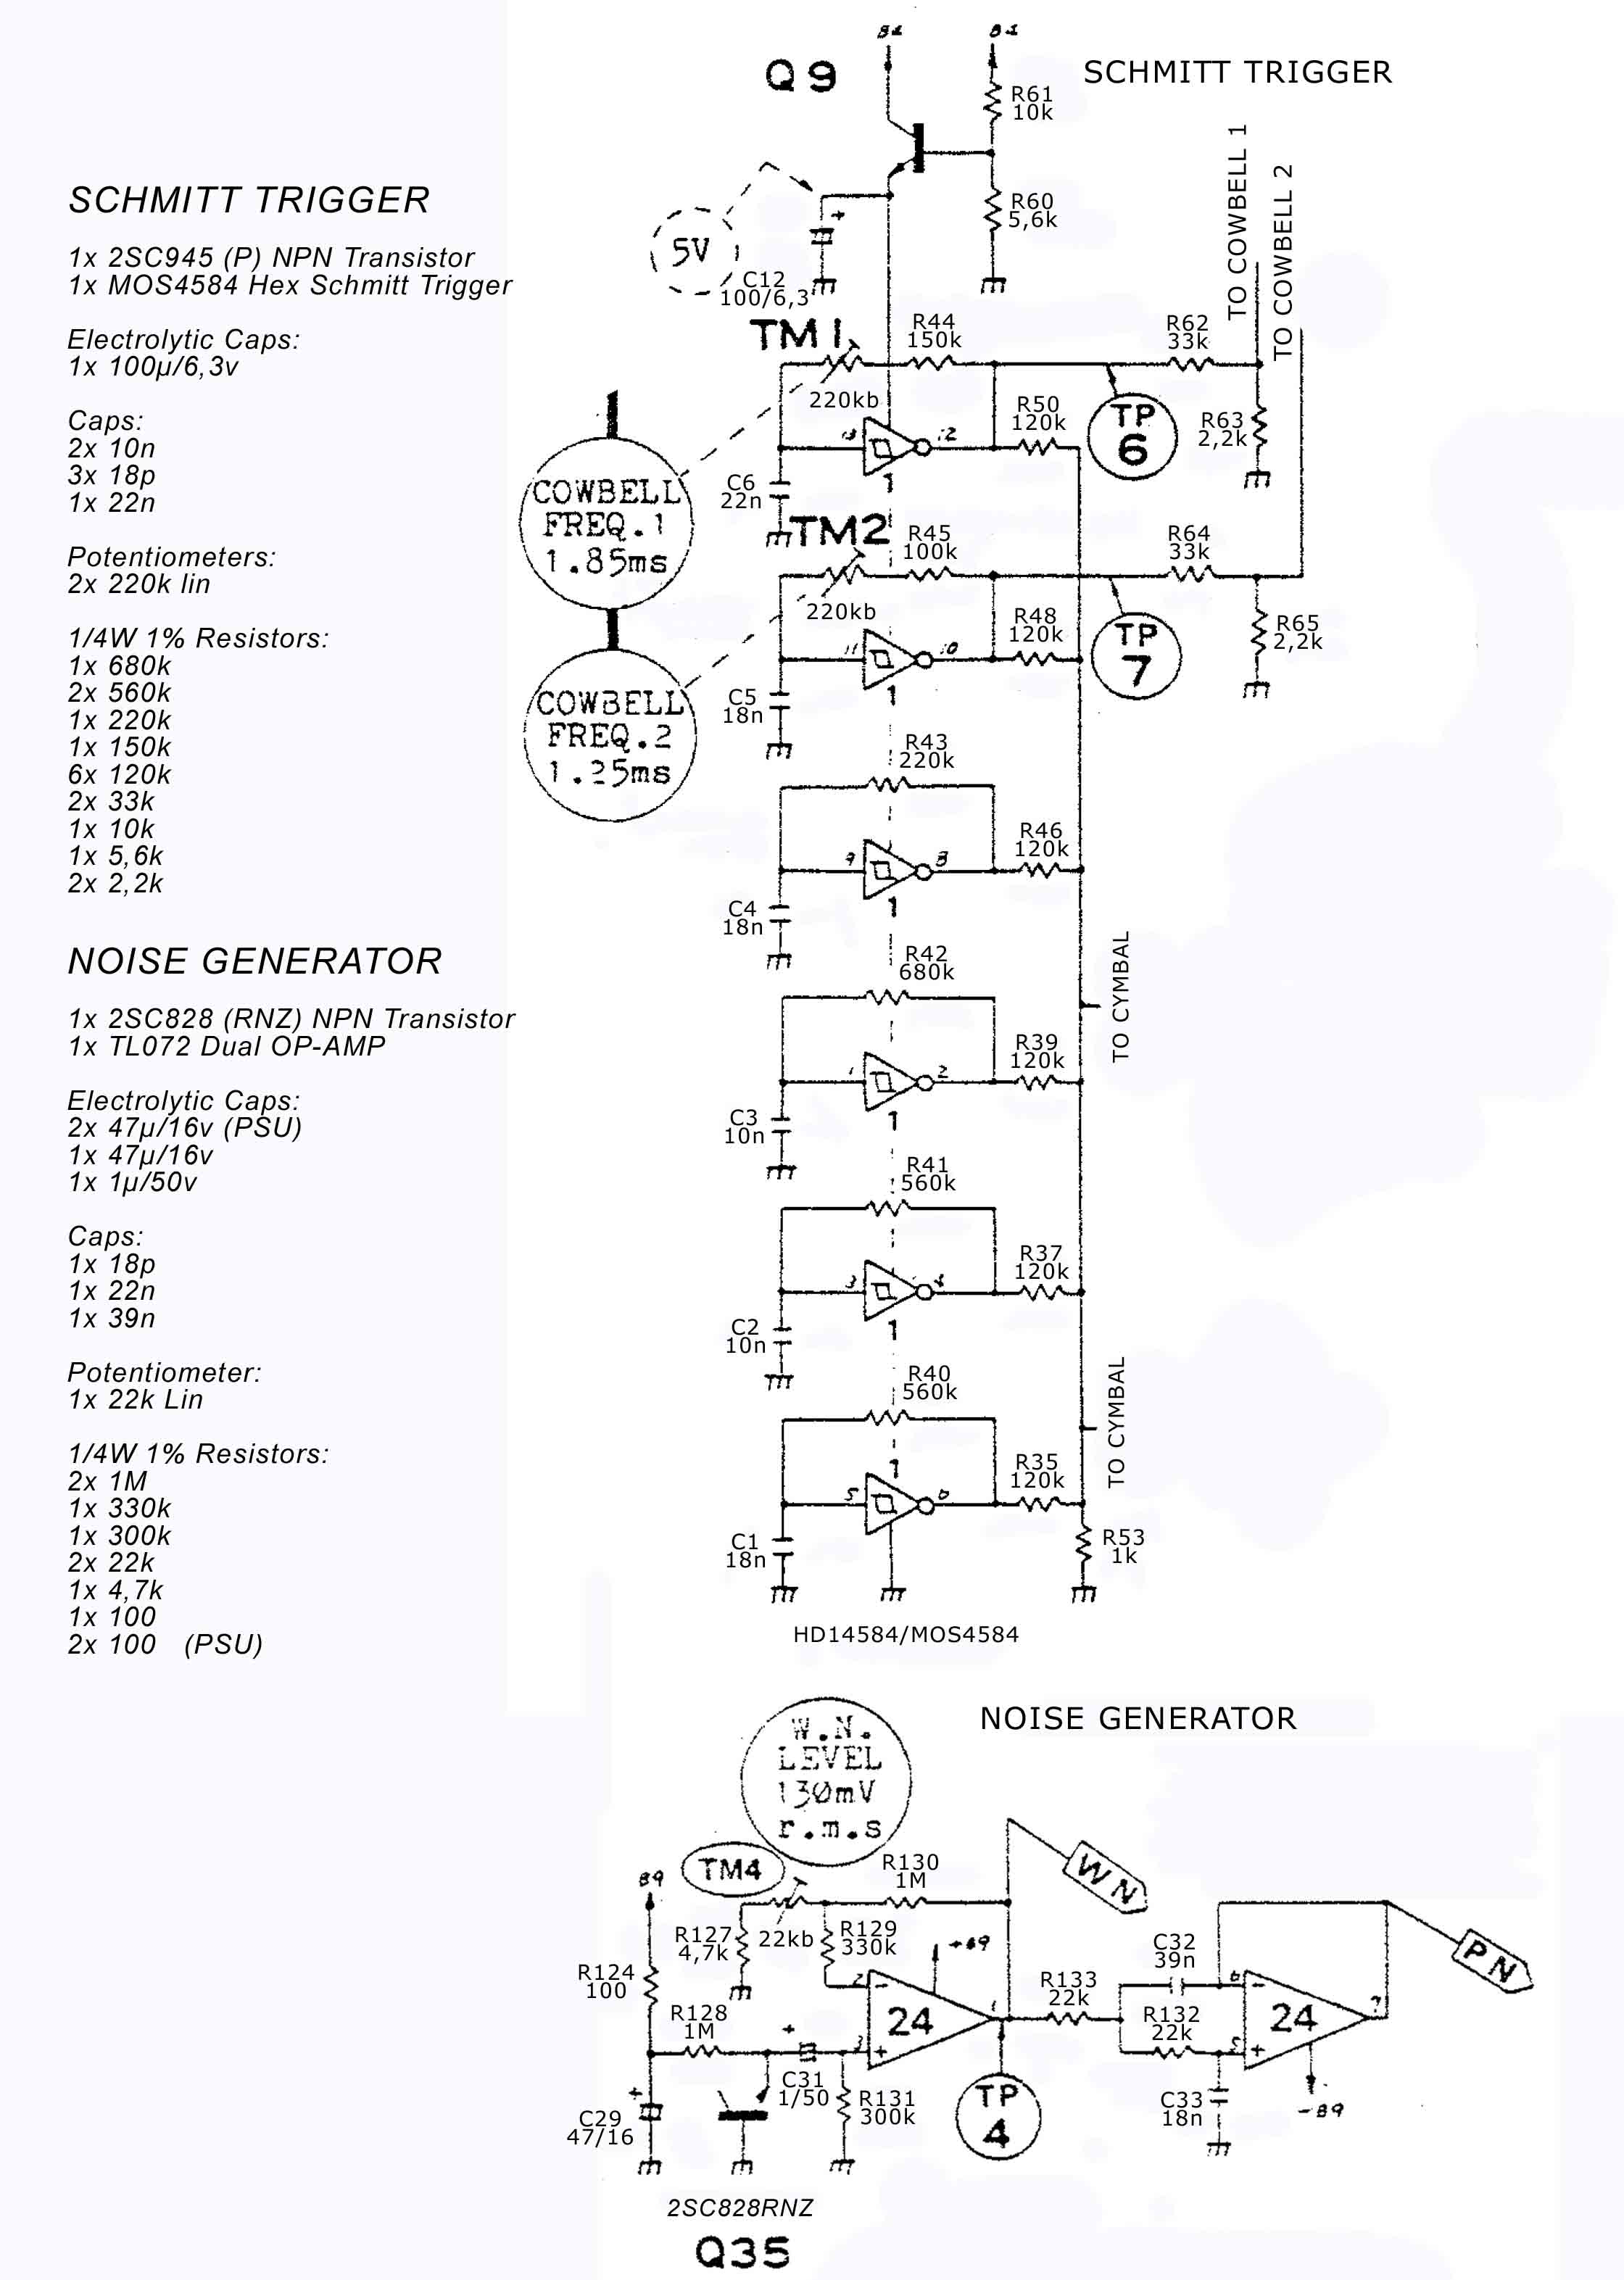 SCHMITT TRIGGER
1x 2SC945 (P) NPN Transistor
1x MOS4584 Hex Schmitt Trigger
Electrolytic Caps:
1x 100µ/6,3v
Caps:
2x 10n
3x 18p
1x 22n
Potentiometers:
2x 220k lin
1/4W 1% Resistors:
1x 680k
2x 560k
1x 220k
1x 150k
6x 120k
2x 33k
1x 10k
1x 5,6k
2x 2,2k
NOISE GENERATOR
1x 2SC828 (RNZ) NPN Transistor
1x TL072 Dual OP-AMP
Electrolytic Caps:
2x 47µ/16v (PSU)
1x 47µ/16v
1x 1µ/50v
Caps:
1x 18p
1x 22n
1x 39n
Potentiometer:
1x 22k Lin
1/4W 1% Resistors:
2x 1M
1x 330k
1x 300k
2x 22k
1x 4,7k
1x 100
2x 100 (PSU)
Q9
SCHMITT TRIGGER
R61
10k
R60
5,6k
5V
C12
100/6,3
TO COWBELL 1
TO COWBELL 2
TM1
R44
150k
R62
33k
220kb
R50
120k
TP
6
R63
2,2k
13
12
1
COWBELL
FREQ.1
1.85ms
C6
22n
TM2
R45
100k
R64
33k
220kb
R48
120k
TP
7
R65
2,2k
11
10
1
COWBELL
FREQ.2
1.25ms
C5
18n
R43
220k
R46
120k
9
8
1
C4
18n
TO CYMBAL
R42
680k
R39
120k
1
2
1
C3
10n
R41
560k
R37
120k
3
4
1
C2
10n
TO CYMBAL
R40
560k
R35
120k
1
5
6
C1
18n
R53
1k
HD14584/MOS4584
NOISE GENERATOR
W.N.
LEVEL
130mV
r.m.s
TM4
R130
1M
WN
B9
R127
4,7k
22kb
R129
330k
+B9
R124
100
2
24
1
3
R133
22k
C32
39n
R132
22k
6
24
7
5
PN
R128
1M
C31
1/50
R131
300k
TP
4
C33
18n
-B9
C29
47/16
2SC828RNZ
Q35